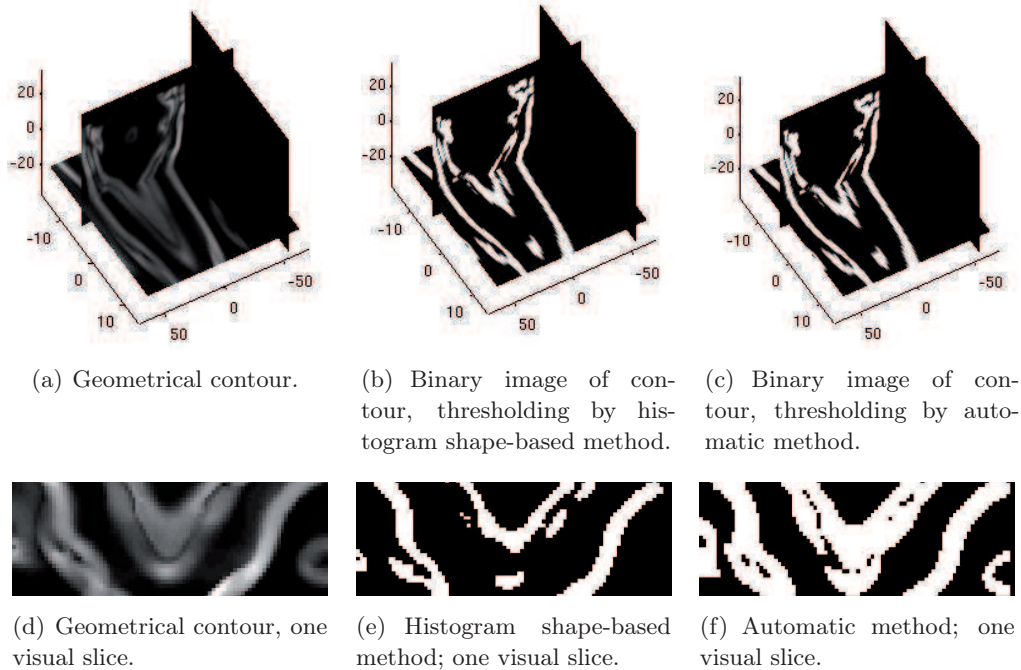 20
0
-20
-10
0
10
50
0
-50
20
0
-20
-10
0
10
50
0
-50
20
0
-20
-10
0
10
50
0
-50
(a) Geometrical contour.
(b) Binary image of con-
tour, thresholding by his-
togram shape-based method.
(c) Binary image of con-
tour, thresholding by auto-
matic method.
(d) Geometrical contour, one
visual slice.
(e) Histogram shape-based
method; one visual slice.
(f) Automatic method; one
visual slice.